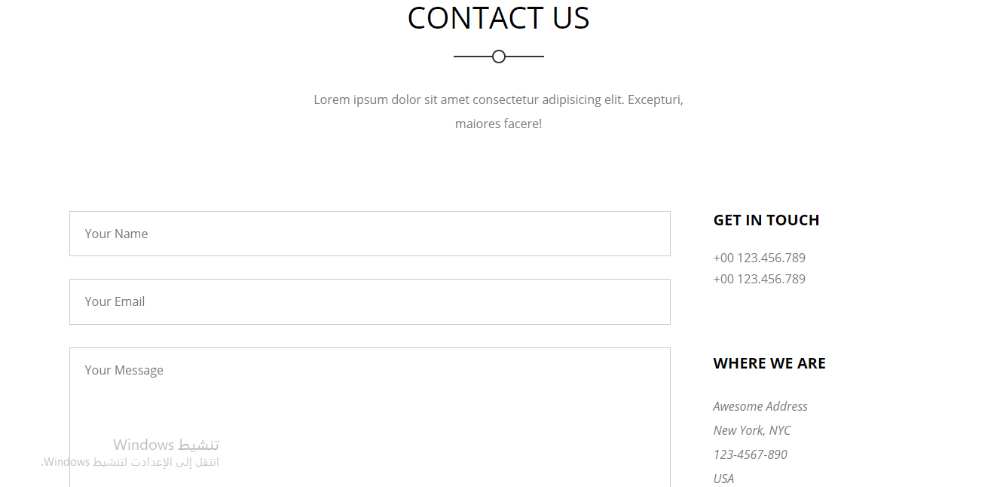 CONTACT US
Lorem ipsum dolor sit amet consectetur adipisicing elit. Excepturi,
maiores facere!
Your Name
Your Email
Your Message
GET IN TOUCH
+00 123.456.789
+00 123.456.789
WHERE WE ARE
Awesome Address
New York, NYC
123-4567-890
USA
تنشيط Windows
انتقل إلى الإعدادت لتنشيط Windows.